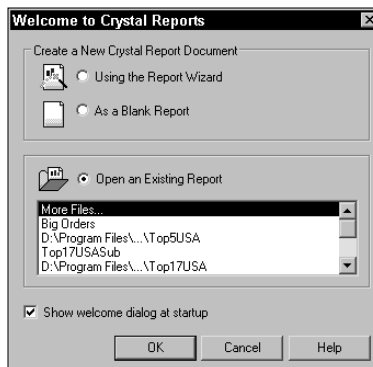 Welcome to Crystal Reports
Create a New Crystal Report Document
Using the Report Wizard
As a Blank Report
Open an Existing Report
More Files...
Big Orders
D:\Program Files\...\Top5USA
Top17USASub
D:\Program Files\...\Top17USA
Show welcome dialog at startup
OK Cancel Help